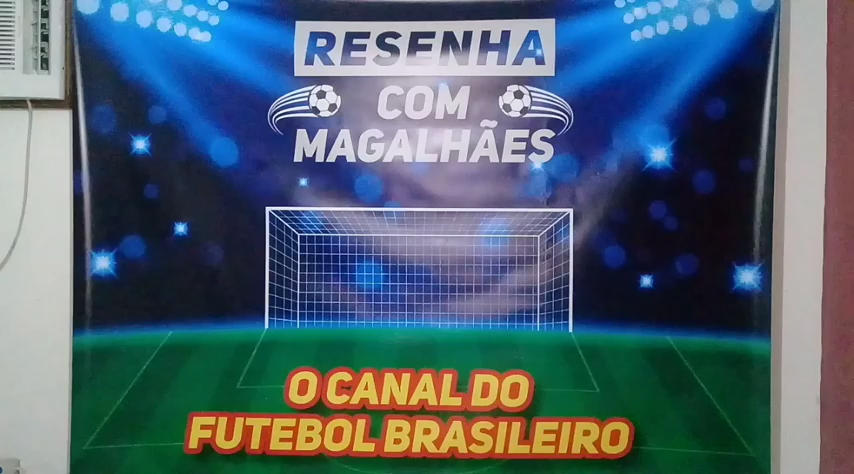 RESENHA
COM
MAGALHÃES
O CANAL DO
FUTEBOL BRASILEIRO